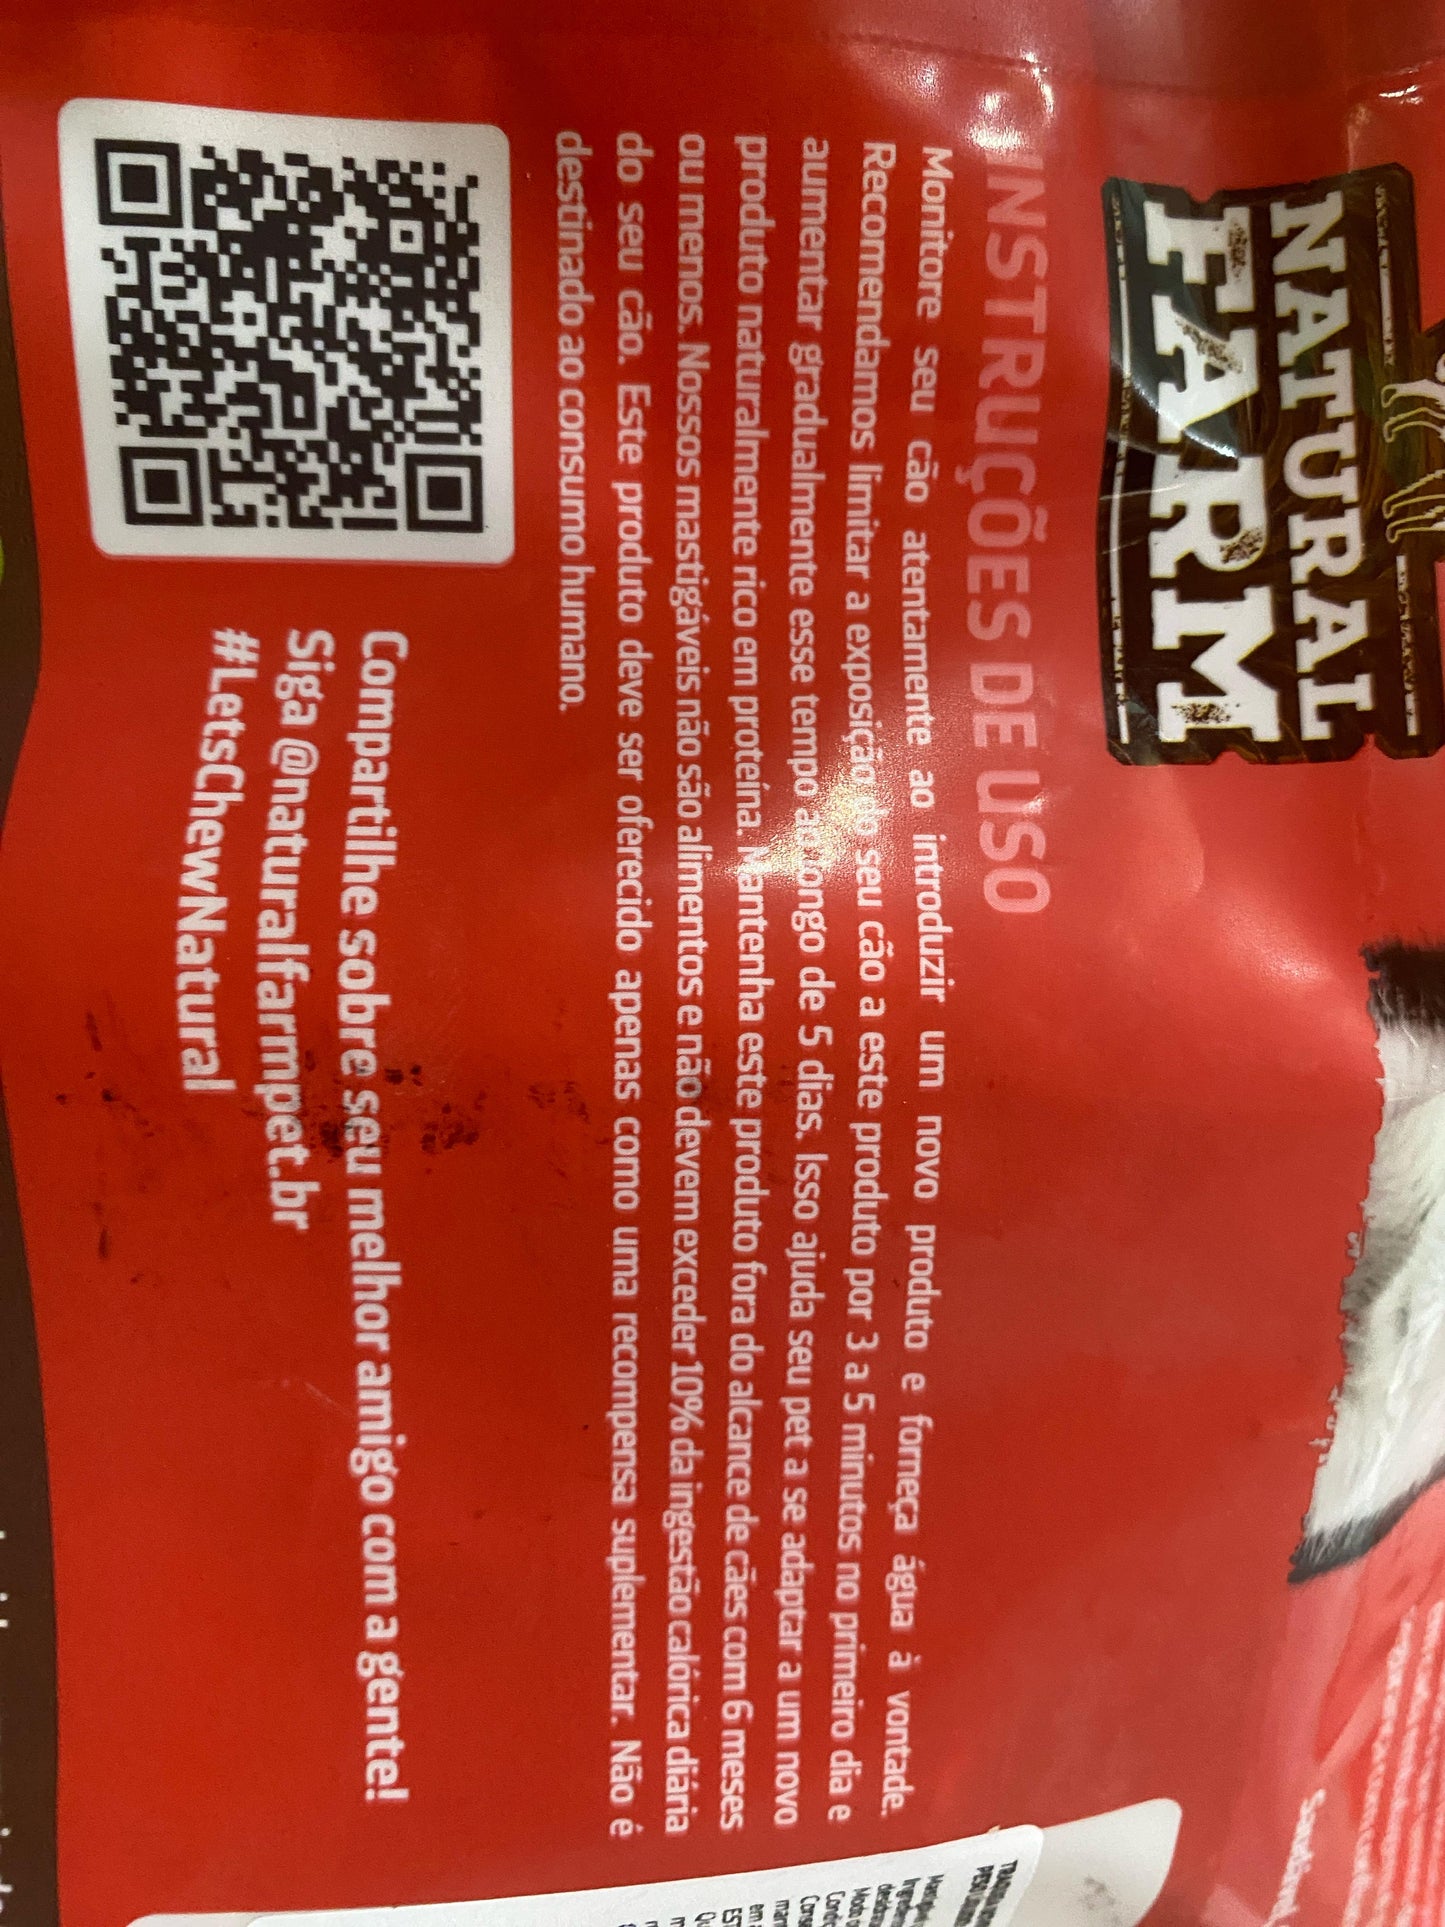 NATURAL
FARM
INSTRUÇÕES DE USO
Monitore seu cão atentamente ao introduzir um novo produto e forneça água à vontade.
Recomendamos limitar a exposição do seu cão a este produto por 3 a 5 minutos no primeiro dia e
aumentar gradualmente esse tempo ao longo de 5 dias. Isso ajuda seu pet a se adaptar a um novo
produto naturalmente rico em proteína. Mantenha este produto fora do alcance de cães com 6 meses
ou menos. Nossos mastigáveis não são alimentos e não devem exceder 10% da ingestão calórica diária
do seu cão. Este produto deve ser oferecido apenas como uma recompensa suplementar. Não é
destinado ao consumo humano.
Compartilhe sobre seu melhor amigo com a gente!
Siga @naturalfarmpet.br
#LetsChewNatural